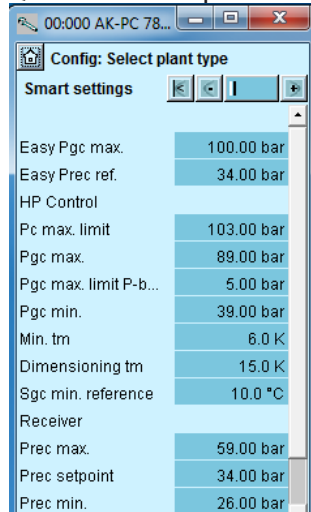 00:000 AK-PC 78...
Config: Select plant type
Smart settings
Easy Pgc max. 100.00 bar
Easy Prec ref. 34.00 bar
HP Control
Pc max. limit 103.00 bar
Pgc max. 89.00 bar
Pgc max. limit P-b... 5.00 bar
Pgc min. 39.00 bar
Min. tm 6.0 K
Dimensioning tm 15.0 K
Sgc min. reference 10.0 °C
Receiver
Prec max. 59.00 bar
Prec setpoint 34.00 bar
Prec min. 26.00 bar